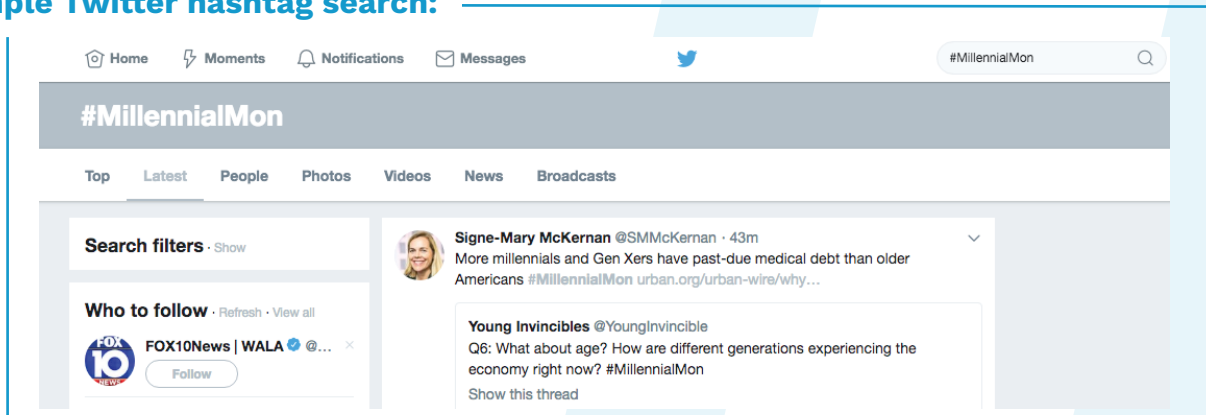 ple Twitter hashtag search:
Home Moments Notifications Messages #MillennialMon
#MillennialMon
Top Latest People Photos Videos News Broadcasts
Search filters · Show
Who to follow · Refresh · View all
FOX10News | WALA @... ×
FOX
10
NEWS
Follow
Signe-Mary McKernan @SMMcKernan · 43m
More millennials and Gen Xers have past-due medical debt than older
Americans #MillennialMon urban.org/urban-wire/why…
Young Invincibles @YoungInvincible
Q6: What about age? How are different generations experiencing the
economy right now? #MillennialMon
Show this thread